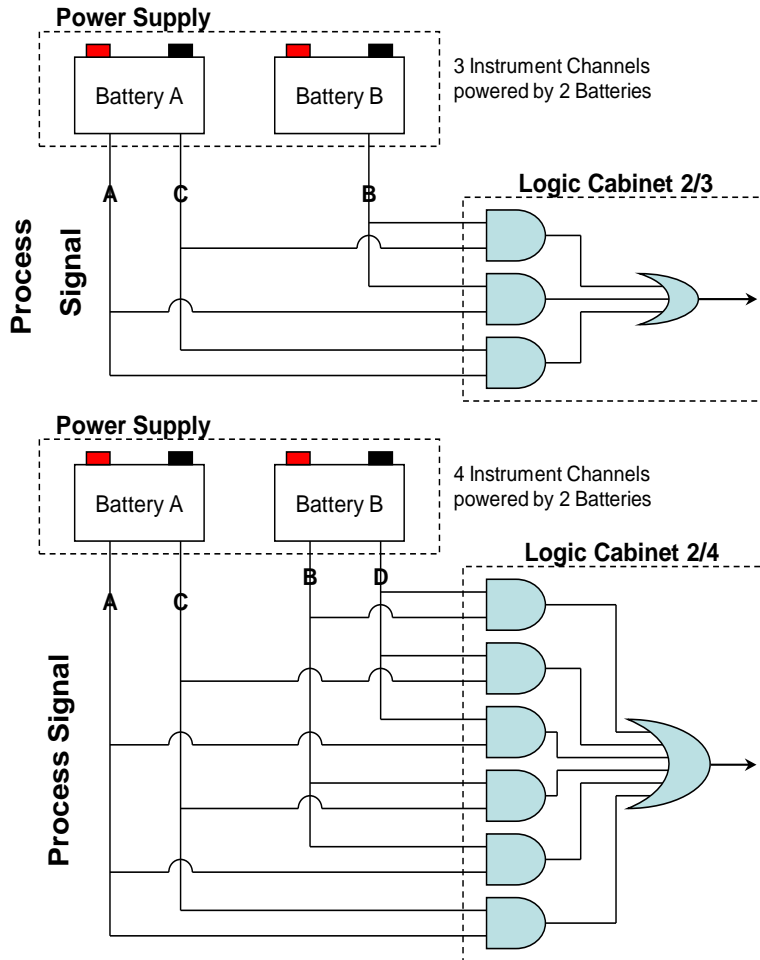 Power Supply
Battery A
Battery B
3 Instrument Channels
powered by 2 Batteries
A
C
B
Logic Cabinet 2/3
Process
Signal
Power Supply
Battery A
Battery B
4 Instrument Channels
powered by 2 Batteries
Logic Cabinet 2/4
A
C
B
D
Process Signal